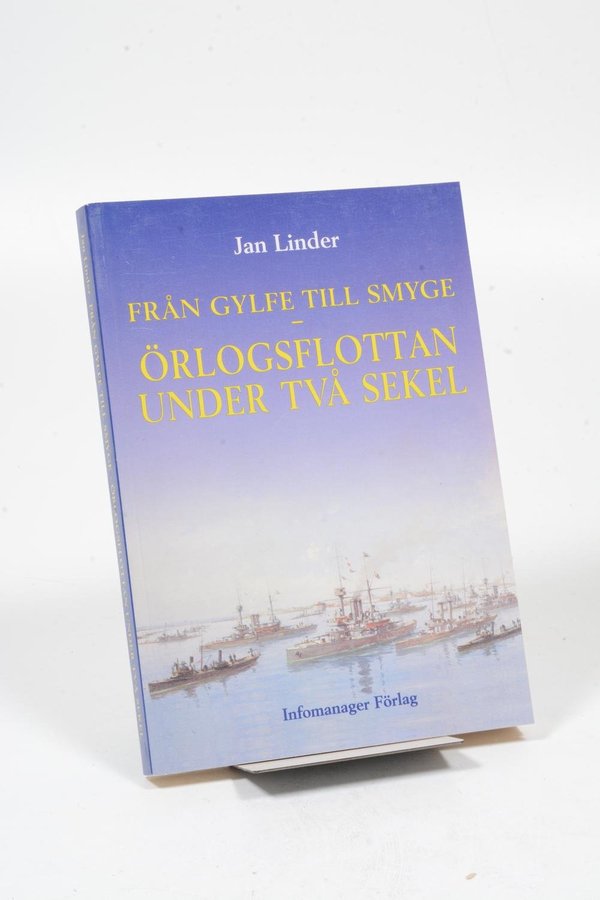 Jan Linder
FRÅN GYLFE TILL SMYGE
–
ÖRLOGSFLOTTAN
UNDER TVÅ SEKEL
Infomanager Förlag